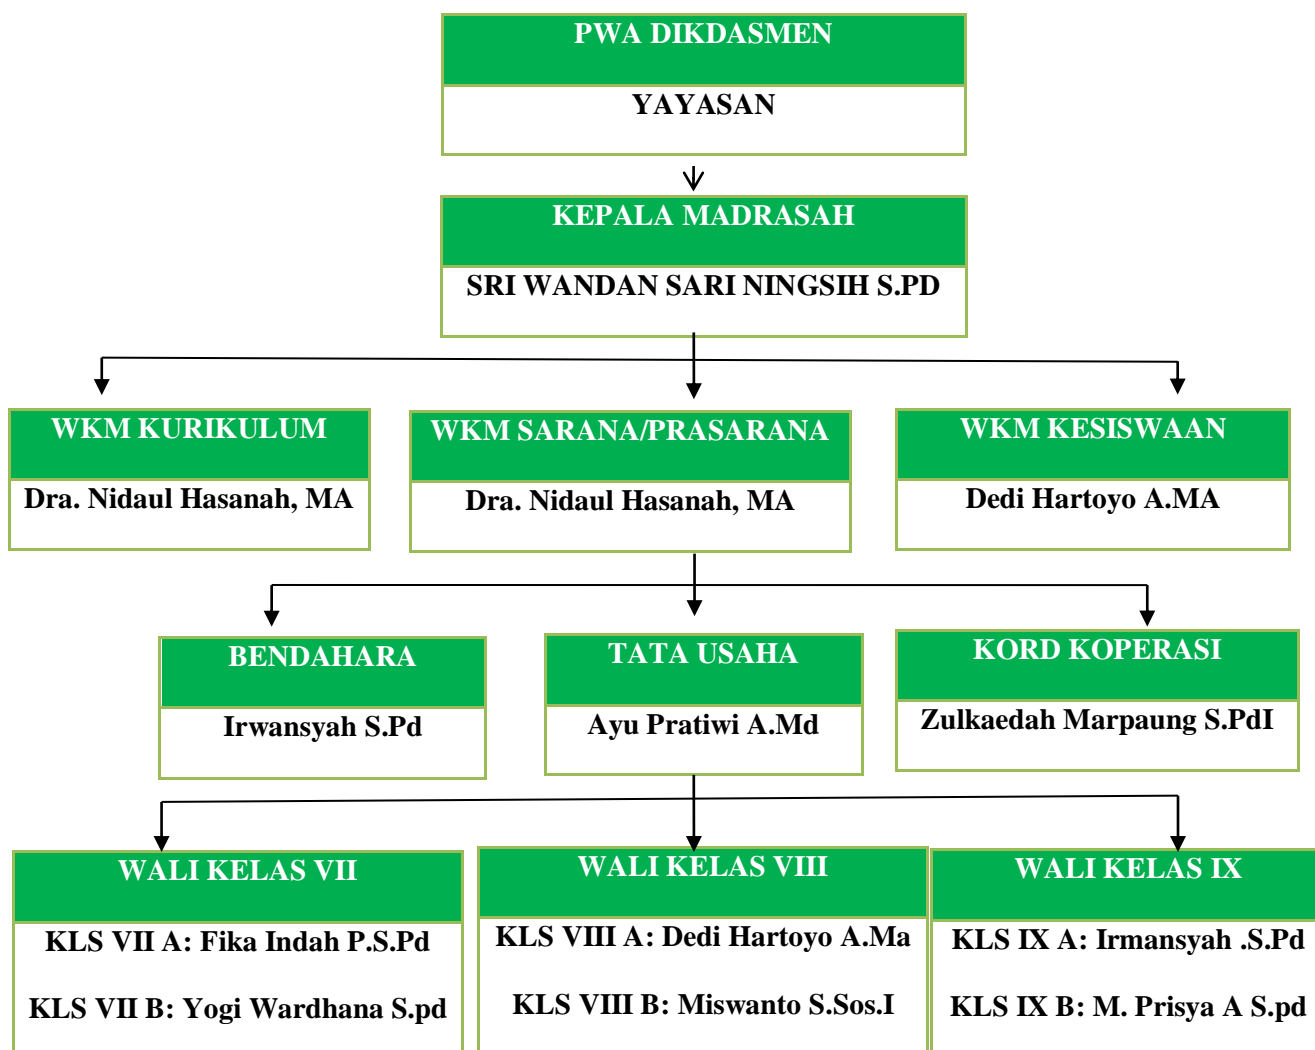 PWA DIKDASMEN
YAYASAN
KEPALA MADRASAH
SRI WANDAN SARI NINGSIH S.PD
WKM KURIKULUM
Dra. Nidaul Hasanah, MA
WKM SARANA/PRASARANA
Dra. Nidaul Hasanah, MA
WKM KESISWAAN
Dedi Hartoyo A.MA
BENDAHARA
Irwansyah S.Pd
TATA USAHA
Ayu Pratiwi A.Md
KORD KOPERASI
Zulkaedah Marpaung S.PdI
WALI KELAS VII
KLS VII A: Fika Indah P.S.Pd
KLS VII B: Yogi Wardhana S.pd
WALI KELAS VIII
KLS VIII A: Dedi Hartoyo A.Ma
KLS VIII B: Miswanto S.Sos.I
WALI KELAS IX
KLS IX A: Irmansyah .S.Pd
KLS IX B: M. Prisya A S.pd